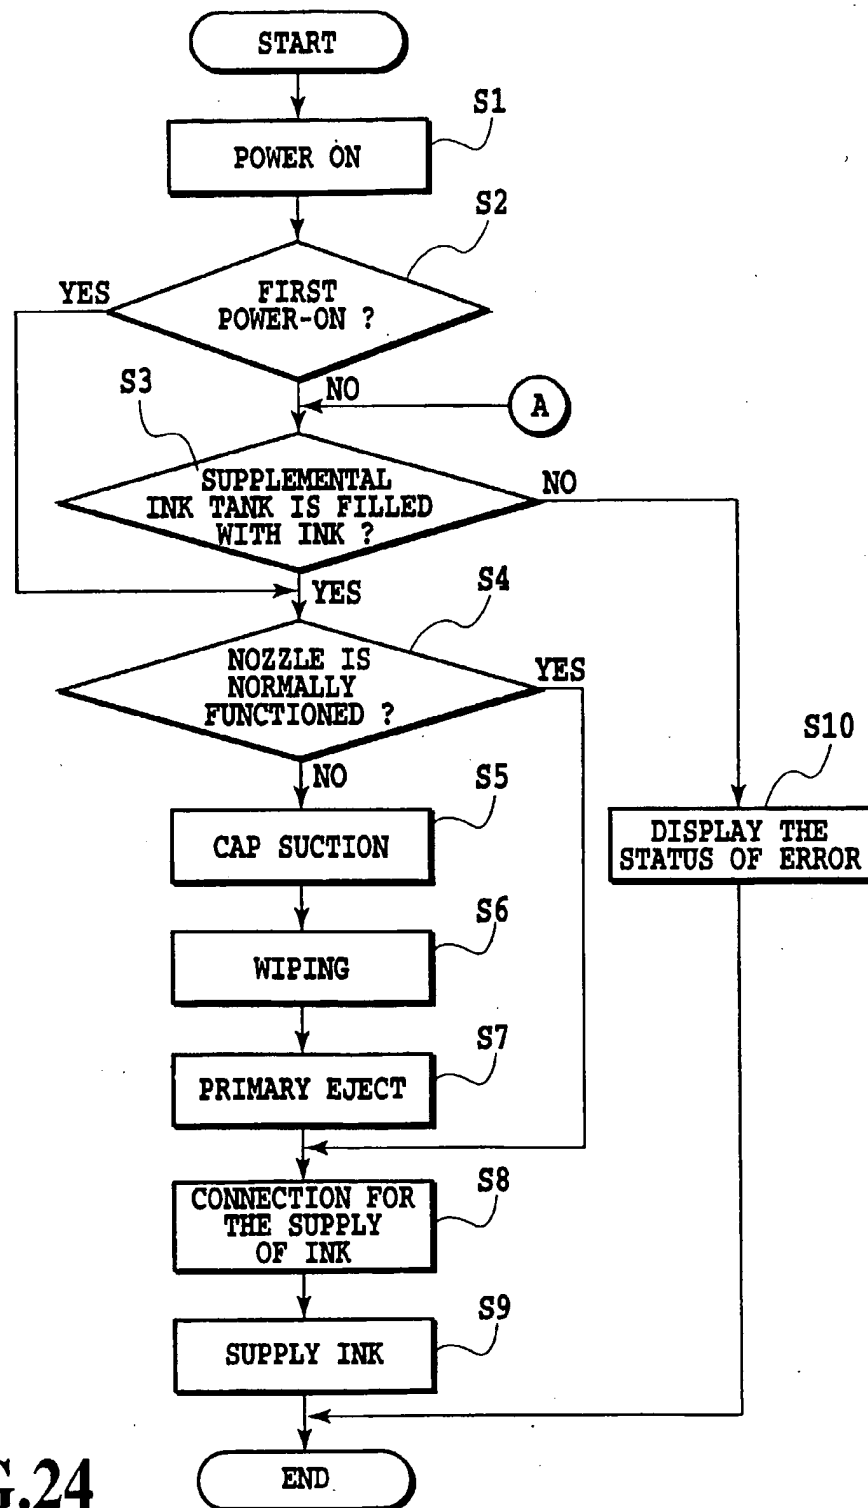 START
S1
POWER ON
S2
YES
FIRST
POWER-ON ?
S3
NO
A
SUPPLEMENTAL
INK TANK IS FILLED
WITH INK ?
NO
YES
S4
NOZZLE IS
NORMALLY
FUNCTIONED ?
YES
NO
S5
CAP SUCTION
S10
DISPLAY THE
STATUS OF ERROR
S6
WIPING
S7
PRIMARY EJECT
S8
CONNECTION FOR
THE SUPPLY
OF INK
S9
SUPPLY INK
END
G.24